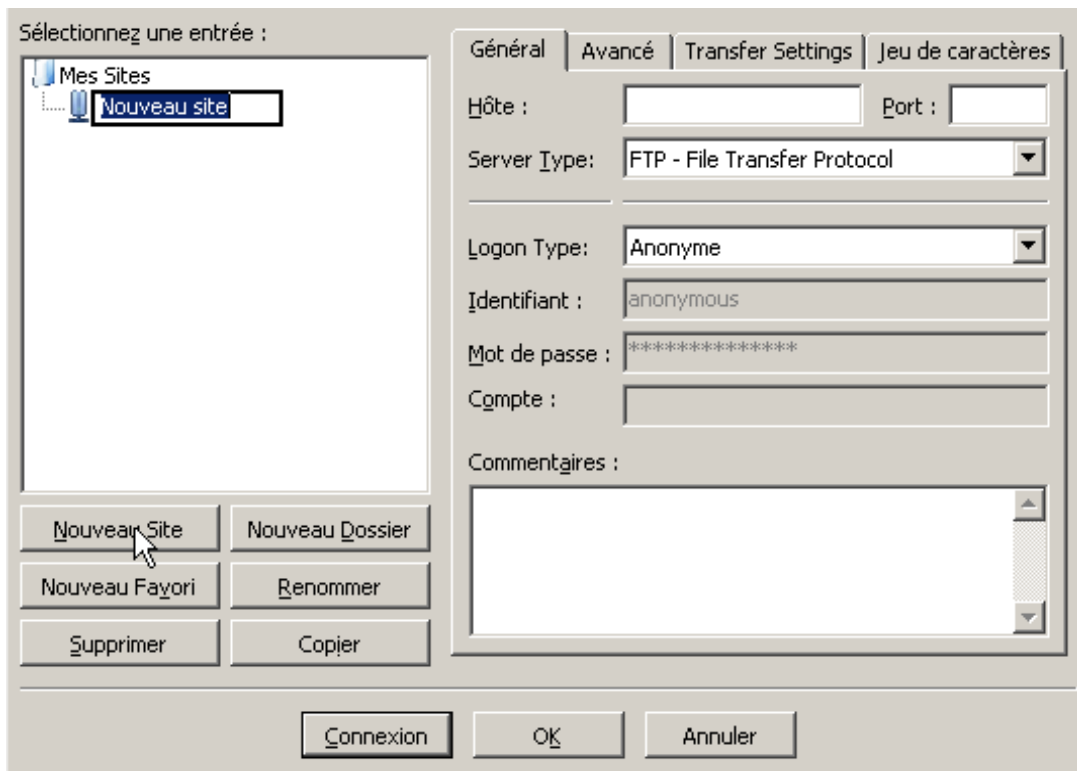 Sélectionnez une entrée :
Mes Sites
Nouveau site
Nouveau Site
Nouveau Dossier
Nouveau Favori
Renommer
Supprimer
Copier
Général
Avancé
Transfer Settings
Jeu de caractères
Hôte :
Port :
Server Type:
FTP - File Transfer Protocol
Logon Type:
Anonyme
Identifiant :
anonymous
Mot de passe :
**************
Compte :
Commentaires :
Connexion
OK
Annuler